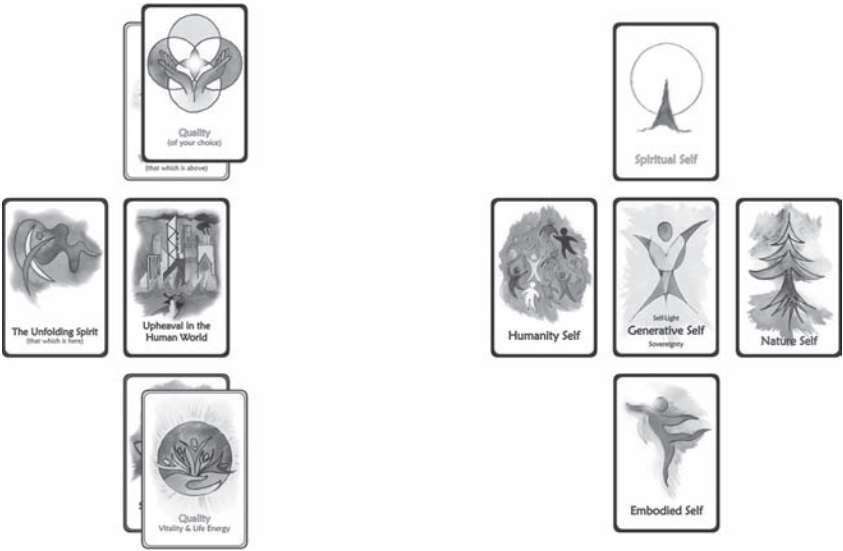 Quality
(of your choice)
(that which is above)
The Unfolding Spirit
(that which is here)
Upheaval in the
Human World
Quality
Vitality & Life Energy
Spiritual Self
Humanity Self
Self-Light
Generative Self
Sovereignty
Nature Self
Embodied Self